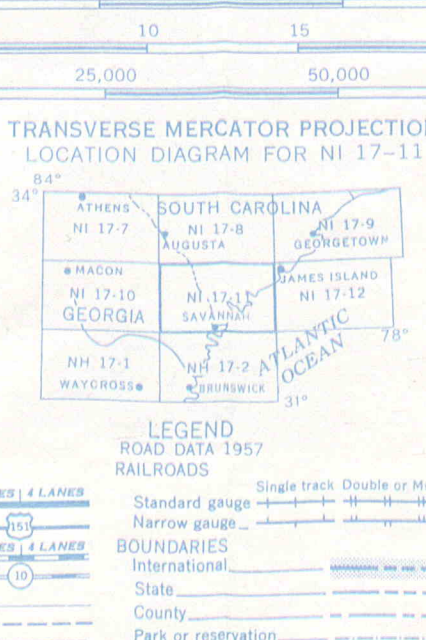 10 15
25,000 50,000
TRANSVERSE MERCATOR PROJECTIO
LOCATION DIAGRAM FOR NI 17-11
84°
34°
ATHENS SOUTH CAROLINA
NI 17-7 NI 17-8 NI 17-9
AUGUSTA GEORGETOWN
MACON JAMES ISLAND
NI 17-10 NI 17-11 NI 17-12
GEORGIA SAVANNAH
ATLANTIC
OCEAN
78°
NH 17-1 NH 17-2
WAYCROSS BRUNSWICK
31°
LEGEND
ROAD DATA 1957
RAILROADS
Single track Double or M
ES | 4 LANES
Standard gauge
151
Narrow gauge
ES | 4 LANES
BOUNDARIES
10
International
State
County
Park or reservation